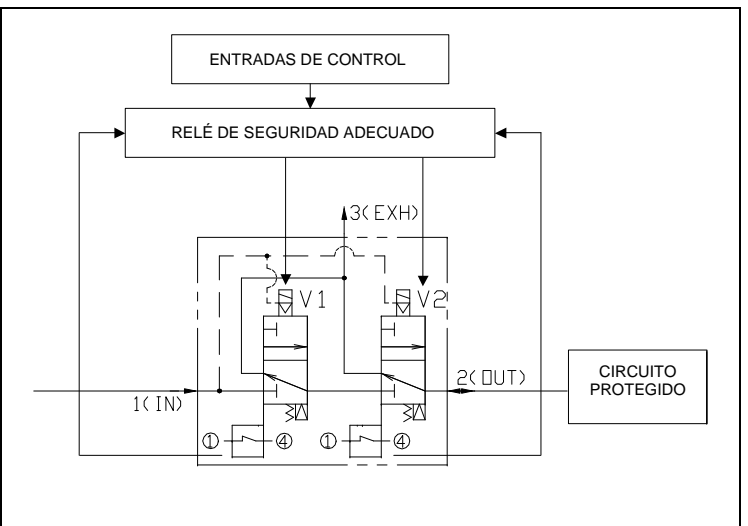 ENTRADAS DE CONTROL
RELÉ DE SEGURIDAD ADECUADO
3(EXH)
V1
V2
2(OUT)
CIRCUITO
PROTEGIDO
1(IN)
① ④ ① ④